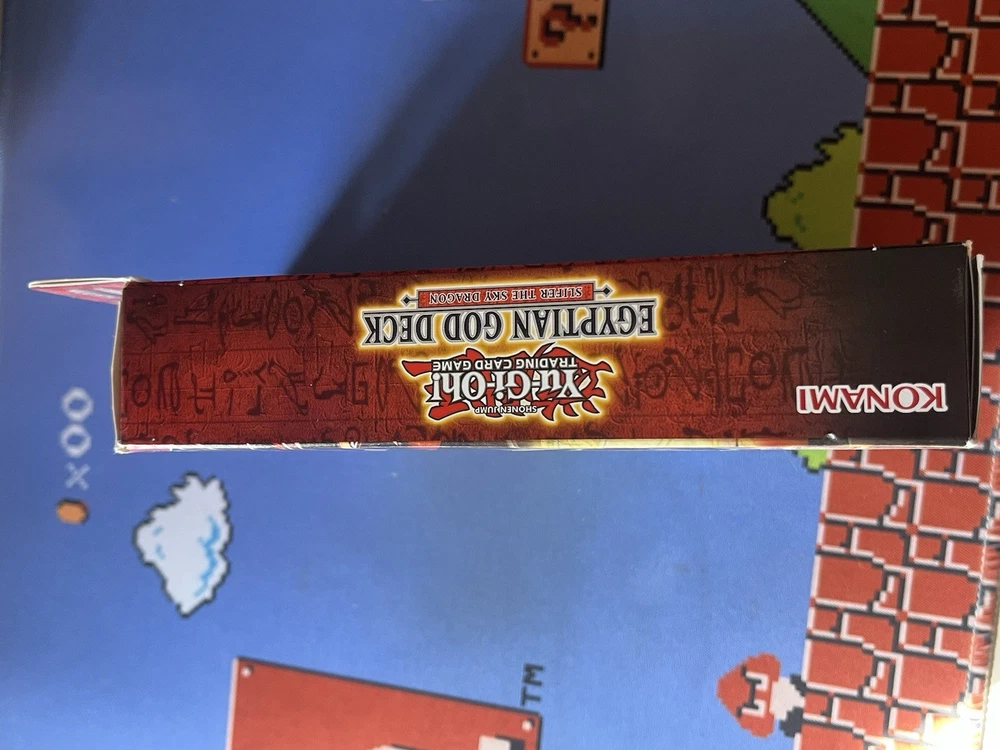 SHONEN JUMP
Yu-Gi-Oh!
TRADING CARD GAME
EGYPTIAN GOD DECK
SLIFER THE SKY DRAGON
KONAMI
×00
?
TM